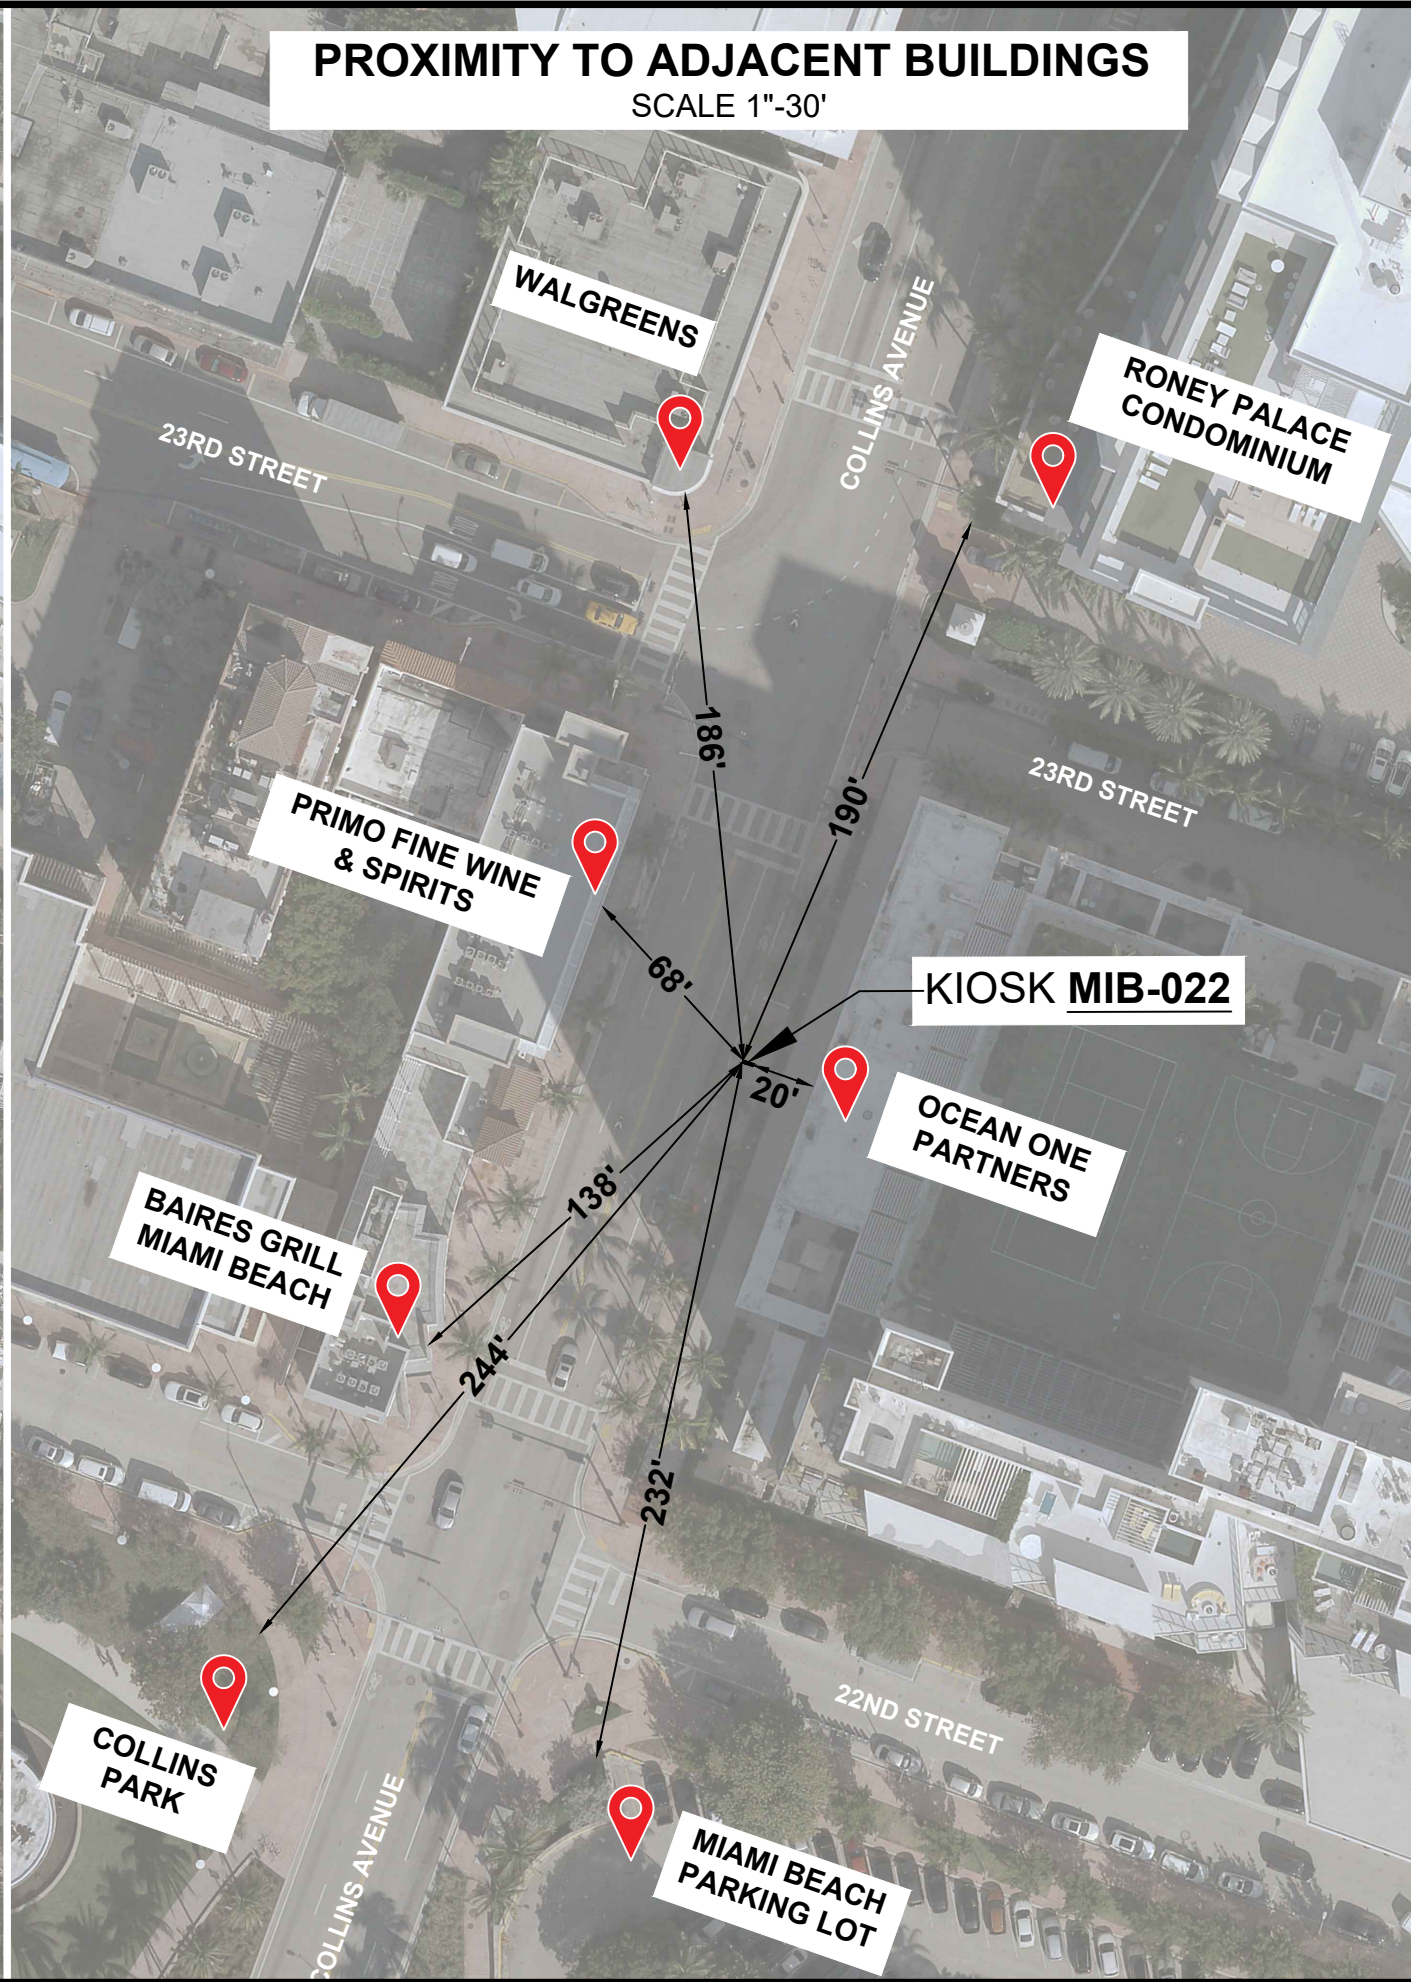 PROXIMITY TO ADJACENT BUILDINGS
SCALE 1"-30'
WALGREENS
COLLINS AVENUE
RONEY PALACE
CONDOMINIUM
23RD STREET
186'
190'
23RD STREET
PRIMO FINE WINE
& SPIRITS
68'
KIOSK MIB-022
20'
OCEAN ONE
PARTNERS
138'
BAIRES GRILL
MIAMI BEACH
244'
232'
22ND STREET
COLLINS
PARK
COLLINS AVENUE
MIAMI BEACH
PARKING LOT